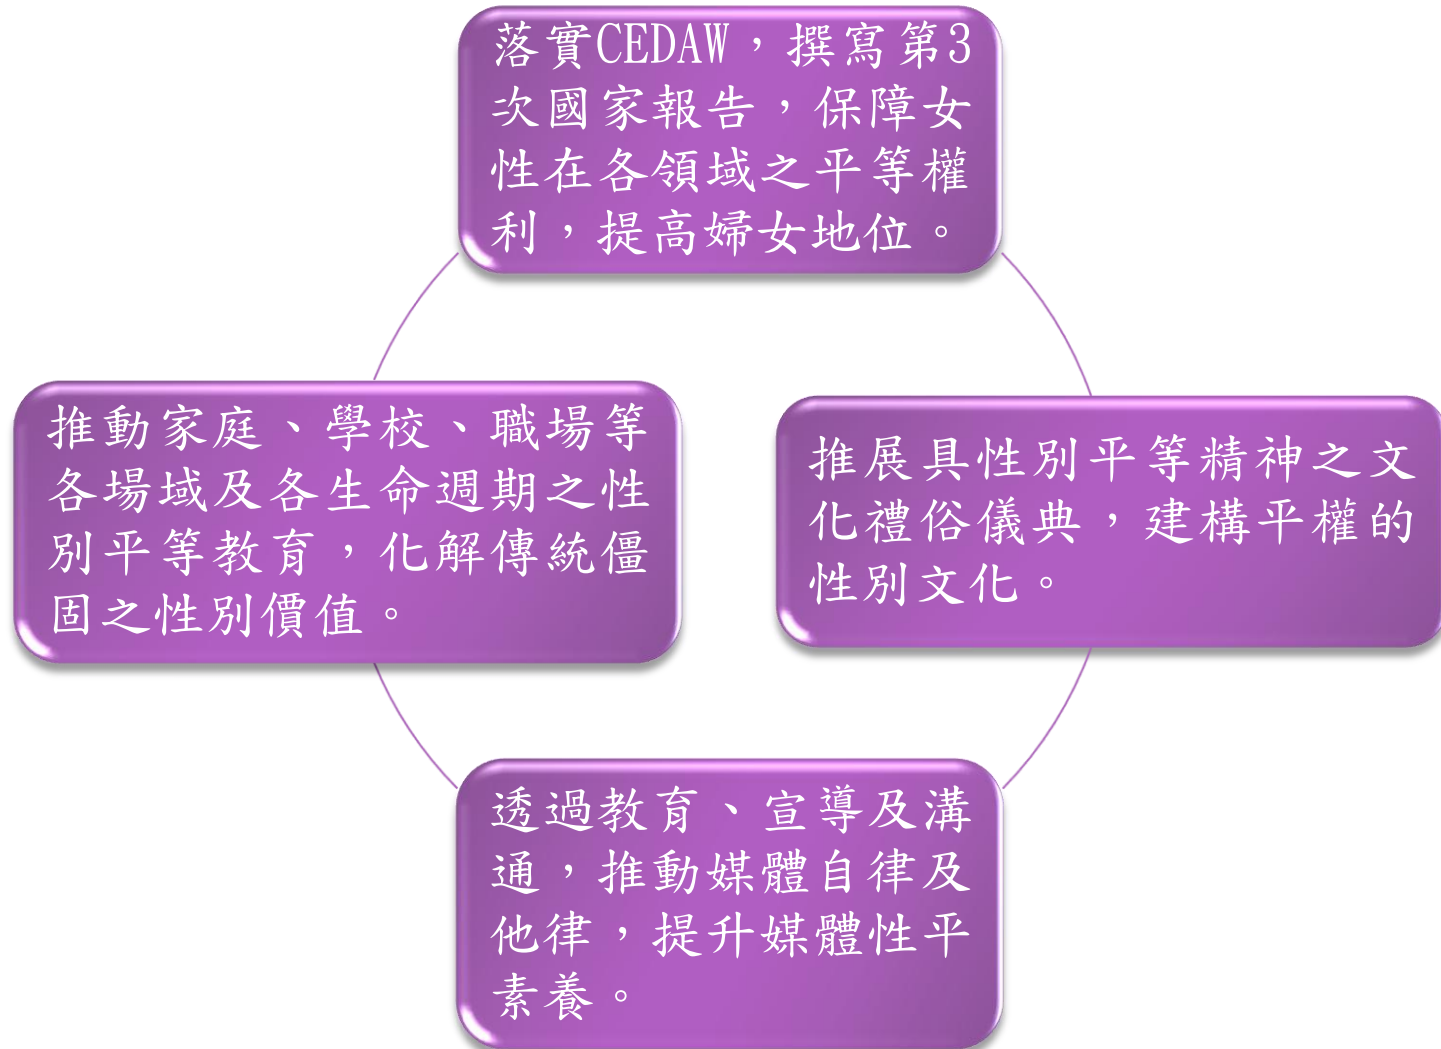 落實CEDAW，撰寫第3
次國家報告，保障女
性在各領域之平等權
利，提高婦女地位。
推動家庭、學校、職場等
各場域及各生命週期之性
別平等教育，化解傳統僵
固之性別價值。
推展具性別平等精神之文
化禮俗儀典，建構平權的
性別文化。
透過教育、宣導及溝
通，推動媒體自律及
他律，提升媒體性平
素養。